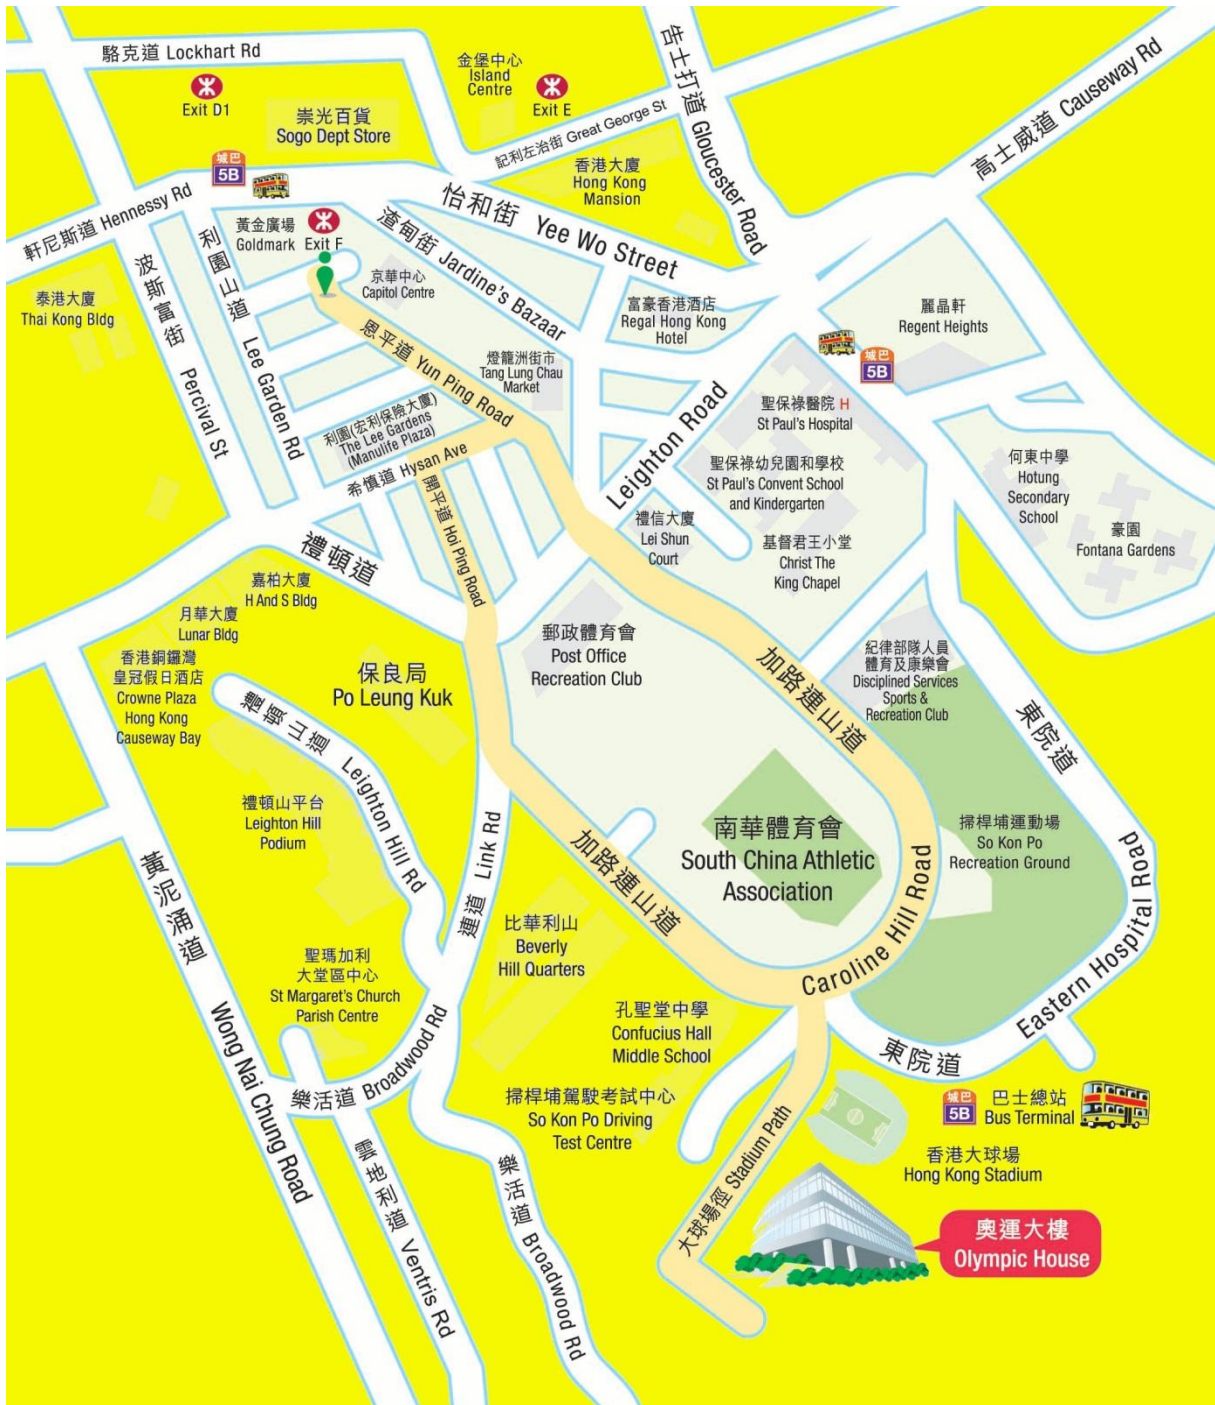 駱克道 Lockhart Rd
Exit D1
崇光百貨
Sogo Dept Store
金堡中心
Island
Centre
Exit E
記利左治街 Great George St
告士打道 Gloucester Road
高士威道 Causeway Rd
香港大廈
Hong Kong
Mansion
城巴
5B
軒尼斯道 Hennessy Rd
怡和街 Yee Wo Street
黃金廣場
Goldmark
Exit F
渣甸街 Jardine's Bazaar
京華中心
Capitol Centre
利園山道 Lee Garden Rd
波斯富街 Percival St
泰港大廈
Thai Kong Bldg
富豪香港酒店
Regal Hong Kong
Hotel
麗晶軒
Regent Heights
城巴
5B
恩平道 Yun Ping Road
燈籠洲街市
Tang Lung Chau
Market
利園(宏利保險大廈)
The Lee Gardens
(Manulife Plaza)
希慎道 Hysan Ave
開平道 Hoi Ping Road
Leighton Road
聖保祿醫院 H
St Paul's Hospital
聖保祿幼兒園和學校
St Paul's Convent School
and Kindergarten
禮信大廈
Lei Shun
Court
基督君王小堂
Christ The
King Chapel
何東中學
Hotung
Secondary
School
豪園
Fontana Gardens
禮頓道
嘉柏大廈
H And S Bldg
月華大廈
Lunar Bldg
香港銅鑼灣
皇冠假日酒店
Crowne Plaza
Hong Kong
Causeway Bay
保良局
Po Leung Kuk
郵政體育會
Post Office
Recreation Club
加路連山道
紀律部隊人員
體育及康樂會
Disciplined Services
Sports &
Recreation Club
東院道
禮頓山道 Leighton Hill Rd
禮頓山平台
Leighton Hill
Podium
連道 Link Rd
加路連山道
南華體育會
South China Athletic
Association
掃桿埔運動場
So Kon Po
Recreation Ground
Caroline Hill Road
Eastern Hospital Road
黃泥涌道 Wong Nai Chung Road
比華利山
Beverly
Hill Quarters
聖瑪加利
大堂區中心
St Margaret's Church
Parish Centre
孔聖堂中學
Confucius Hall
Middle School
東院道
樂活道 Broadwood Rd
掃桿埔駕駛考試中心
So Kon Po Driving
Test Centre
城巴
5B
巴士總站
Bus Terminal
香港大球場
Hong Kong Stadium
大球場徑 Stadium Path
雲地利道 Ventris Rd
樂活道 Broadwood Rd
奧運大樓
Olympic House